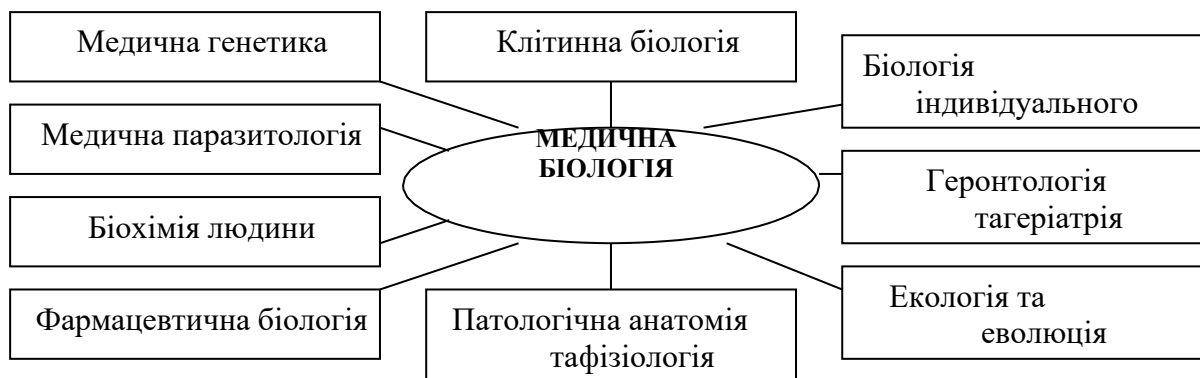 Медична генетика
Клітинна біологія
Біологія
індивідуального
Медична паразитологія
МЕДИЧНА
БІОЛОГІЯ
Геронтологія
тагеріатрія
Біохімія людини
Екологія та
еволюція
Фармацевтична біологія
Патологічна анатомія
тафізіологія